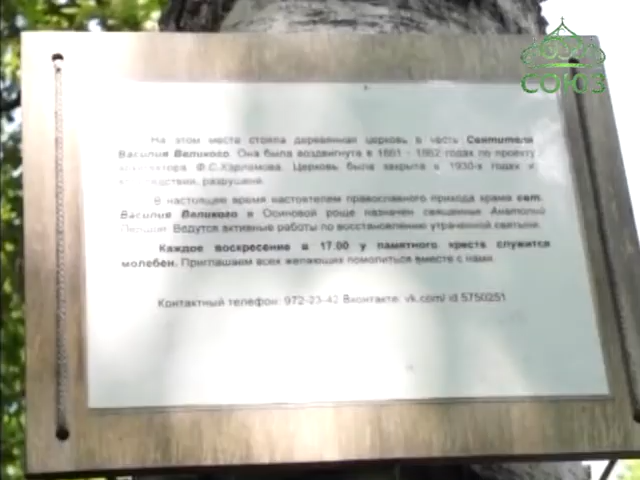 СОЮЗ
На этом месте стояла деревянная церковь в честь Святителя
Василия Великого. Она была воздвигнута в 1861 - 1862 годах по проекту
Ф.С.Харламова. Церковь была закрыта в 1930-х годах и
разрушена.
В настоящее время настоятелем православного прихода храма свт.
Василия Великого в Осиновой роще назначен священник Анатолий
Ведутся активные работы по восстановлению утраченной святыни.
Каждое воскресение в 17.00 у памятного креста служится
молебен. Приглашаем всех желающих помолиться вместе с нами.
Контактный телефон: 972-23-42 Вконтакте: vk.com/ id 5750251